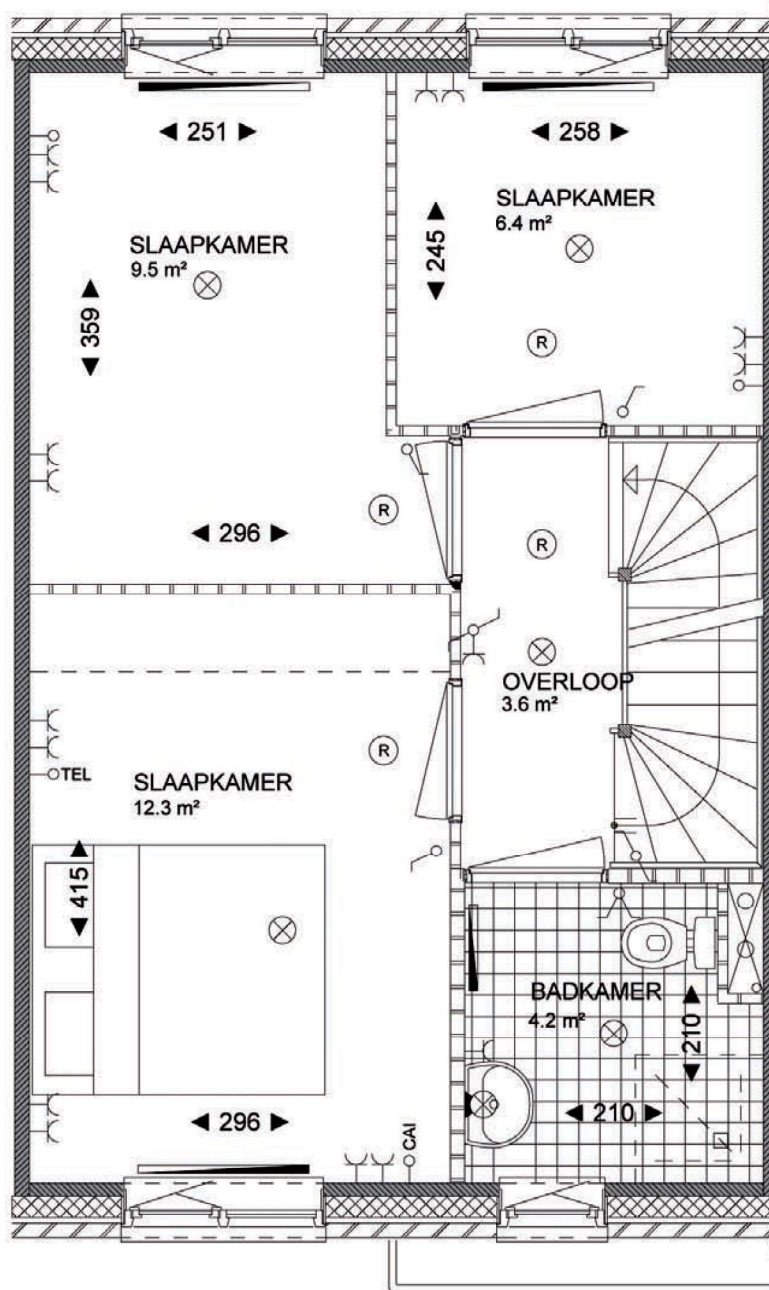 251
258
SLAAPKAMER
6.4 m²
245
SLAAPKAMER
9.5 m²
359
R
R
296
R
OVERLOOP
3.6 m²
R
TEL
SLAAPKAMER
12.3 m²
415
BADKAMER
4.2 m²
210
210
296
CAI